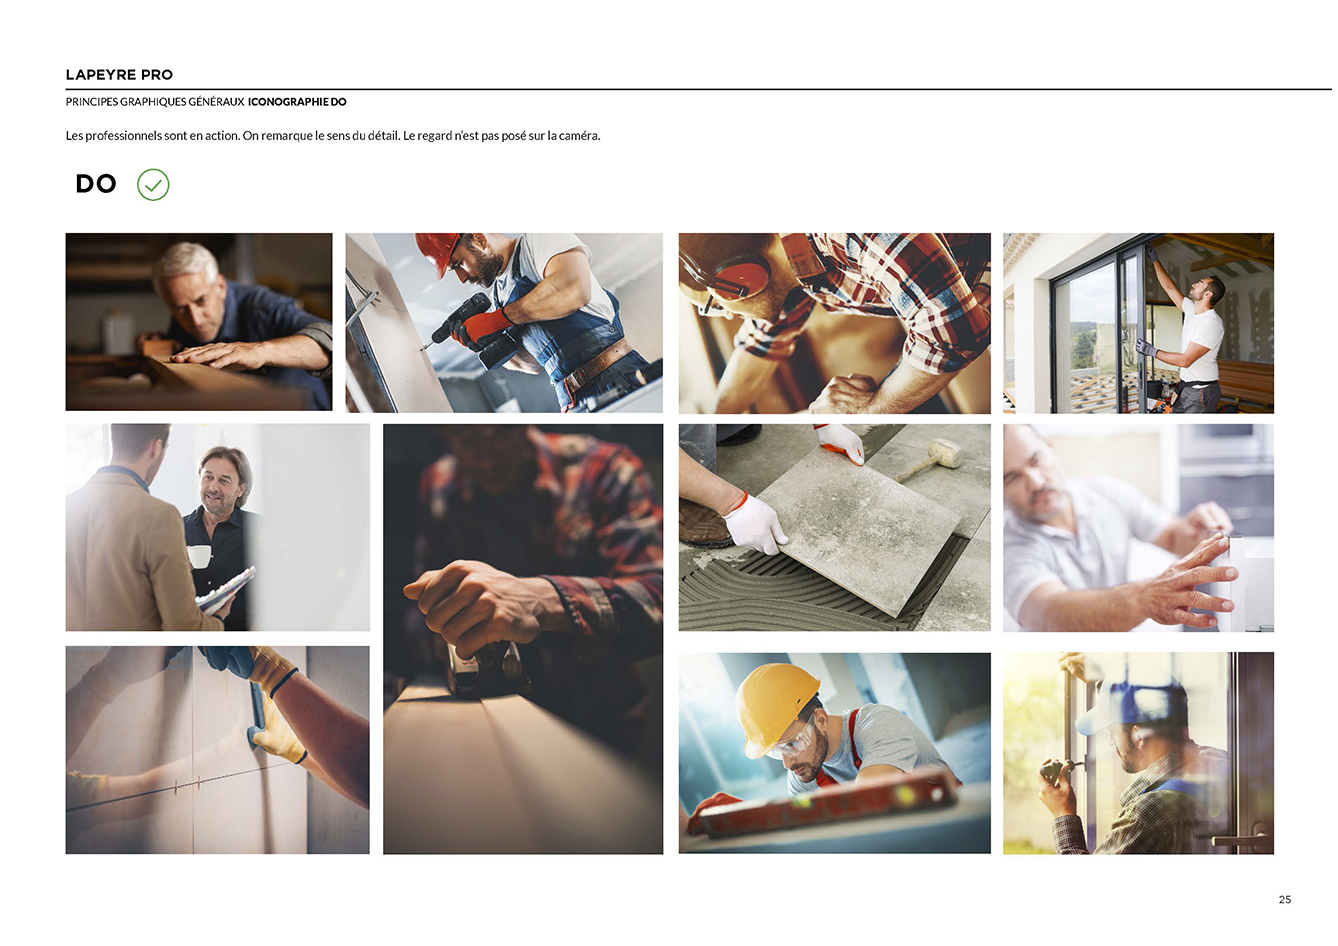 LAPEYRE PRO
PRINCIPES GRAPHIQUES GÉNÉRAUX ICONOGRAPHIE DO
Les professionnels sont en action. On remarque le sens du détail. Le regard n'est pas posé sur la caméra.
DO
25